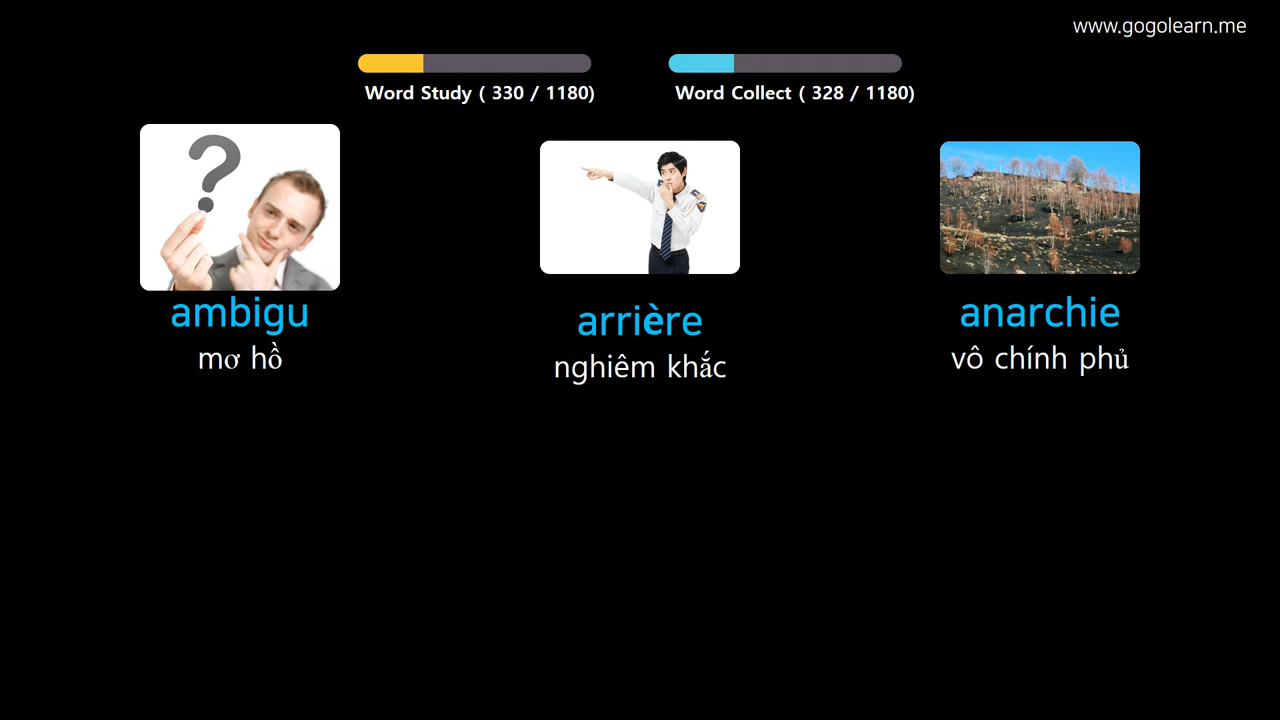 www.gogolearn.me
Word Study ( 330 / 1180)
Word Collect ( 328 / 1180)
ambigu
mơ hồ
arrière
nghiêm khắc
anarchie
vô chính phủ